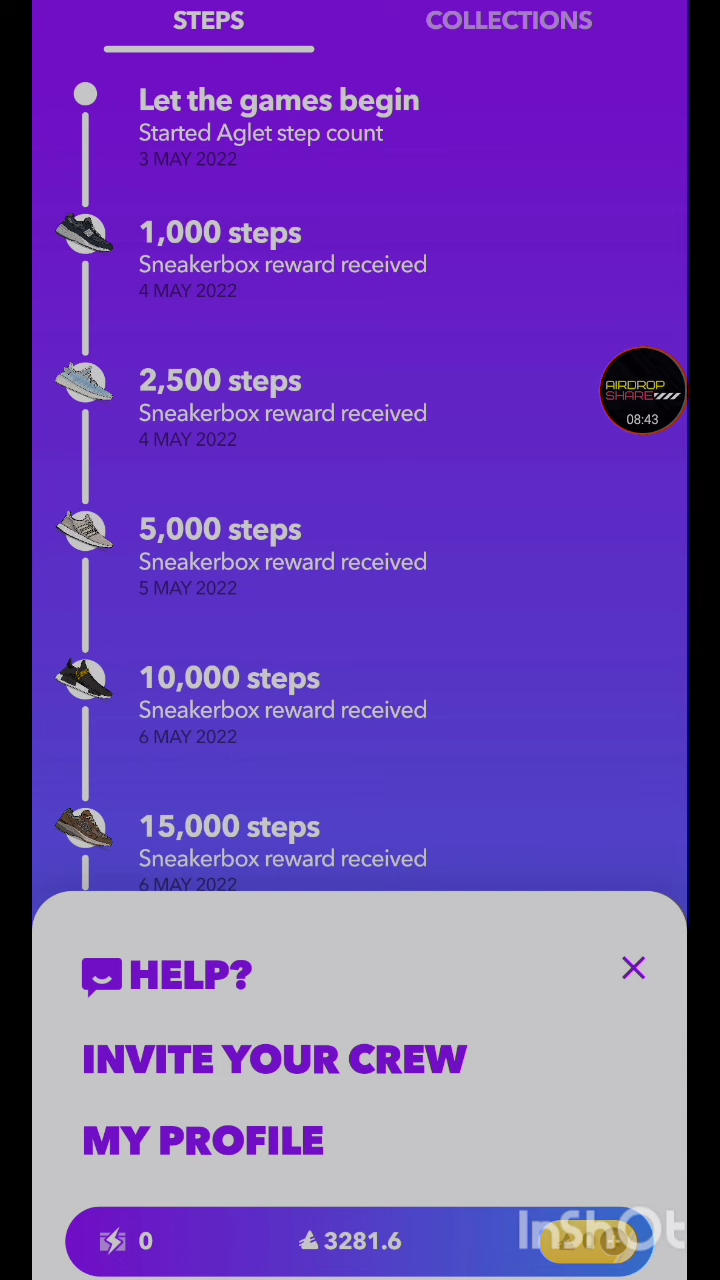 STEPS COLLECTIONS
Let the games begin
Started Aglet step count
3 MAY 2022
1,000 steps
Sneakerbox reward received
4 MAY 2022
2,500 steps
Sneakerbox reward received
4 MAY 2022
AIRDROP
SHARE
08:43
5,000 steps
Sneakerbox reward received
5 MAY 2022
10,000 steps
Sneakerbox reward received
6 MAY 2022
15,000 steps
Sneakerbox reward received
6 MAY 2022
HELP?
INVITE YOUR CREW
MY PROFILE
0 3281.6
InShOt